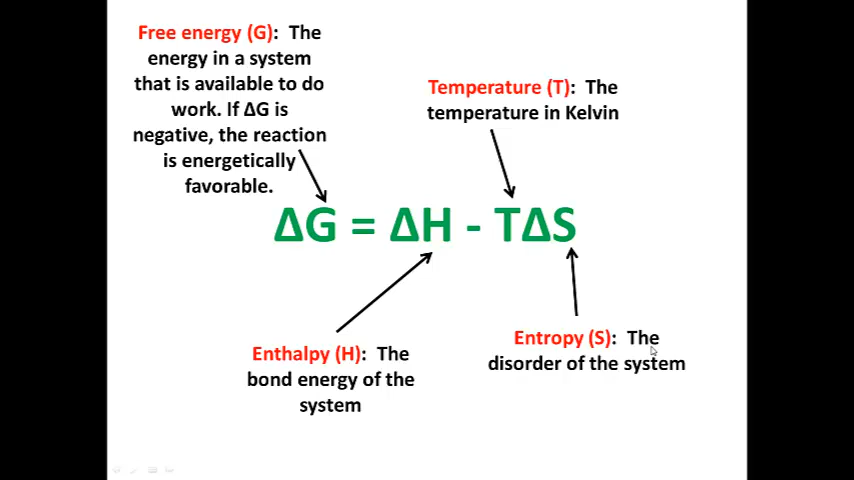 Free energy (G):  The
energy in a system
that is available to do
work. If ΔG is
negative, the reaction
is energetically
favorable.
Temperature (T):  The
temperature in Kelvin
ΔG = ΔH - TΔS
Enthalpy (H):  The
bond energy of the
system
Entropy (S):  The
disorder of the system